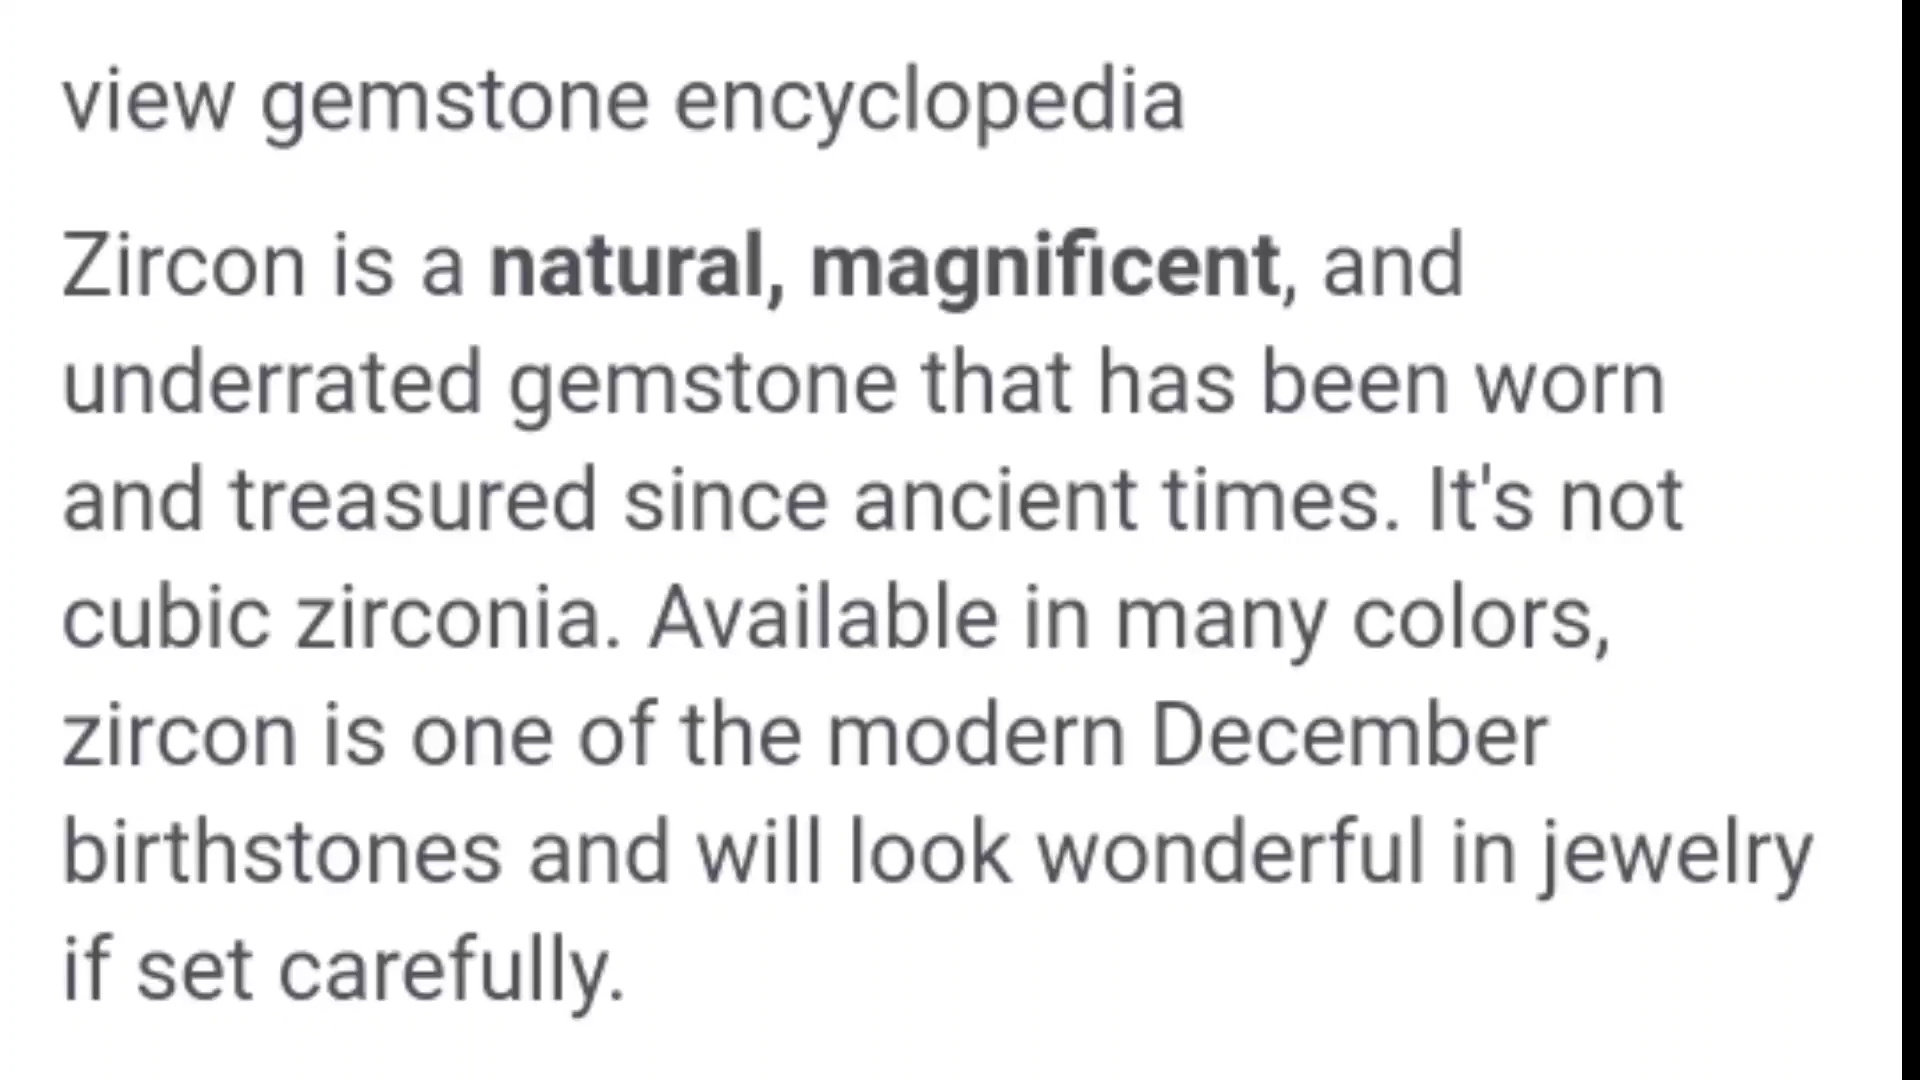 view gemstone encyclopedia
Zircon is a natural, magnificent, and
underrated gemstone that has been worn
and treasured since ancient times. It's not
cubic zirconia. Available in many colors,
zircon is one of the modern December
birthstones and will look wonderful in jewelry
if set carefully.